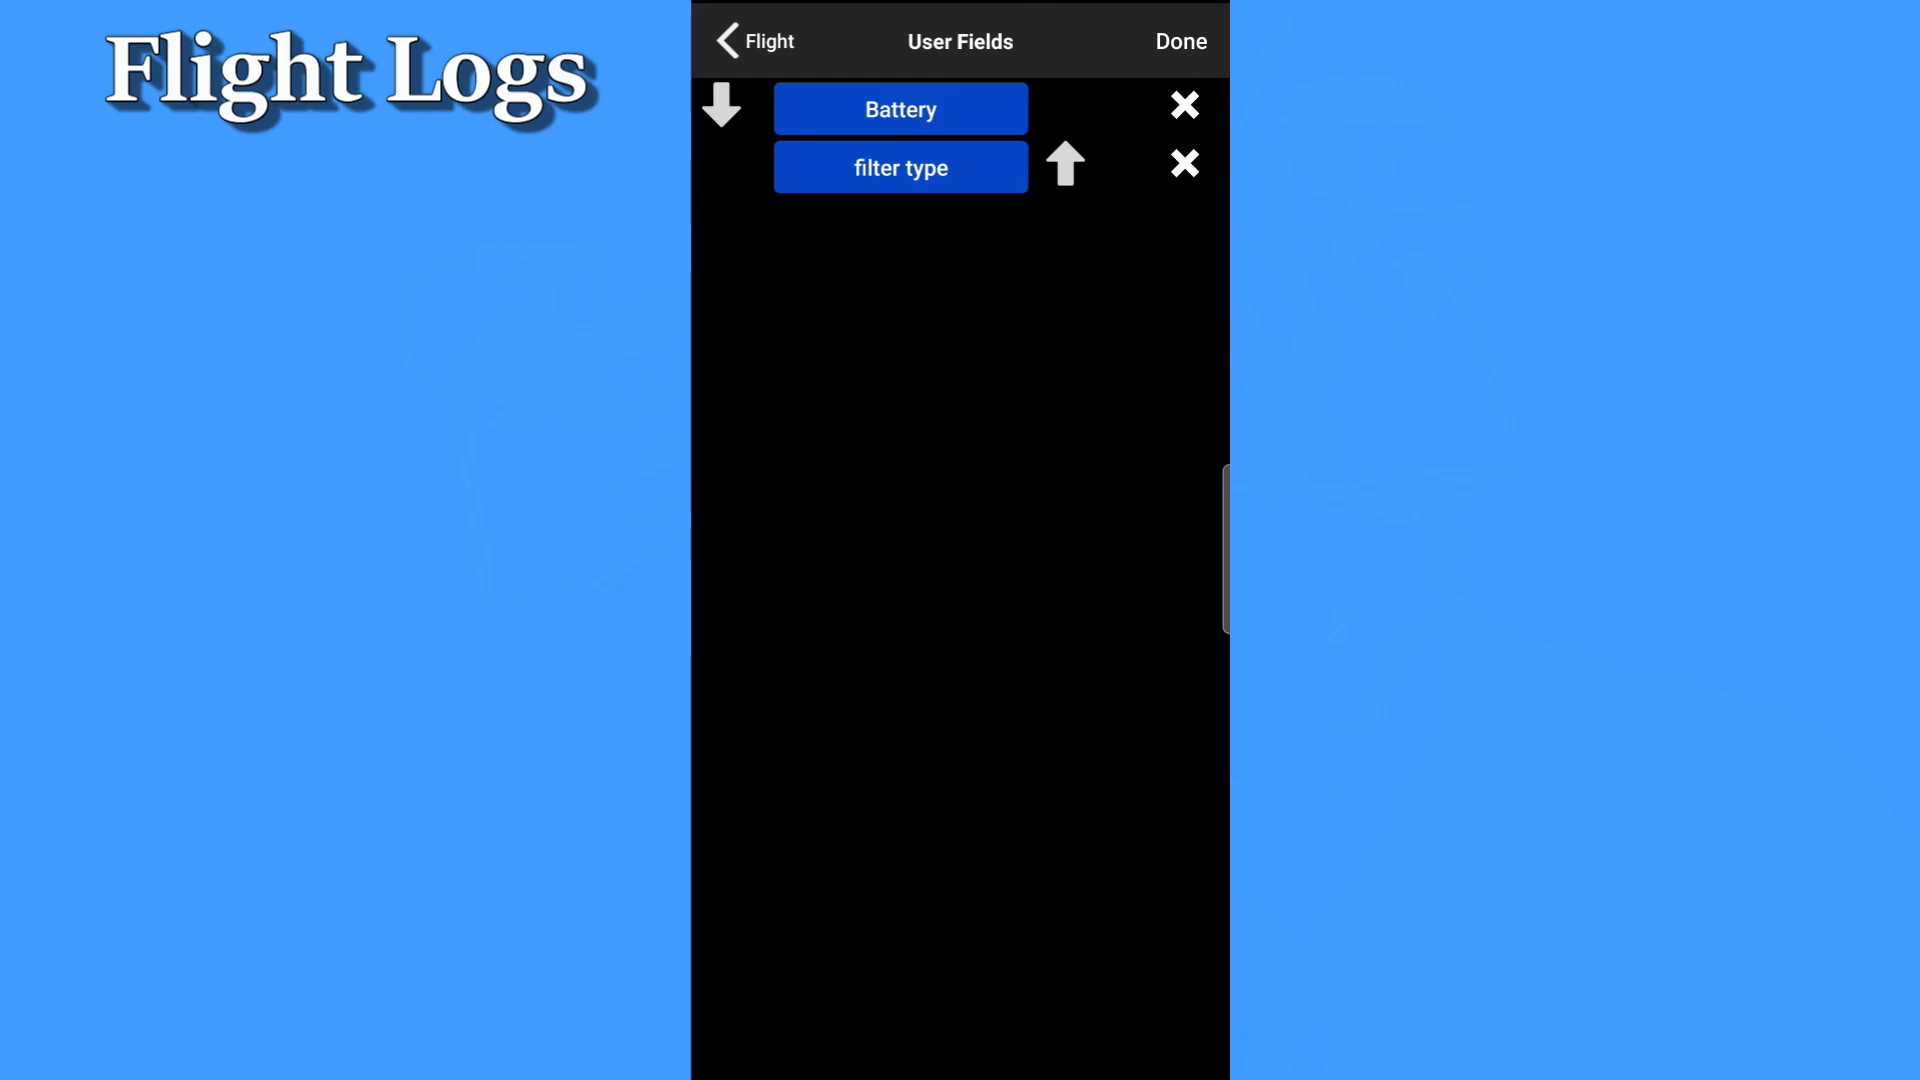 Flight Logs
Flight
User Fields
Done
Battery
filter type